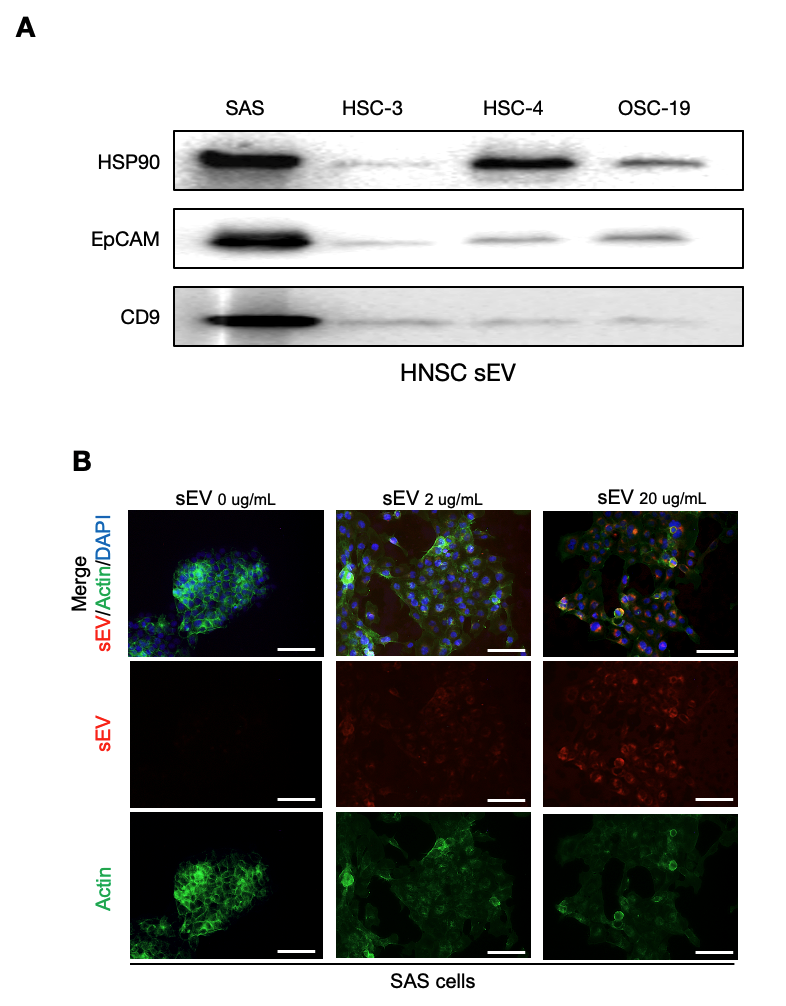 A
SAS HSC-3 HSC-4 OSC-19
HSP90
EpCAM
CD9
HNSC sEV
B
sEV 0 ug/mL sEV 2 ug/mL sEV 20 ug/mL
Merge
sEV/Actin/DAPI
sEV
Actin
SAS cells